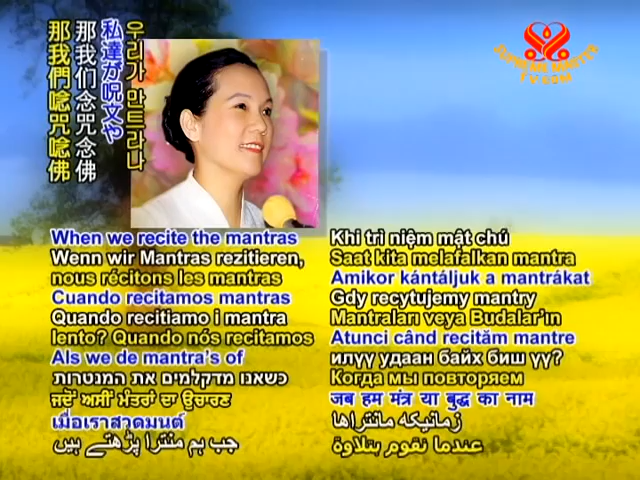 우리가 만트라나
私達が呪文や
那我们念咒念佛
那我們唸咒唸佛
SUPREME MASTER
TV.COM
When we recite the mantras
Wenn wir Mantras rezitieren,
nous récitons les mantras
Cuando recitamos mantras
Quando recitiamo i mantra
lento? Quando nós recitamos
Als we de mantra's of
כשאנו מדקלמים את המנטרות
ਜਦੋਂ ਅਸੀਂ ਮੰਤਰਾਂ ਦਾ ਉਚਾਰਣ
เมื่อเราสวดมนต์
جب ہم منترا پڑھتے ہیں
Khi trì niệm mật chú
Saat kita melafalkan mantra
Amikor kántáljuk a mantrákat
Gdy recytujemy mantry
Mantraları veya Budalar'ın
Atunci când recităm mantre
илүү удаан байх биш үү?
Когда мы повторяем
जब हम मंत्र या बुद्ध का नाम
زمانیکه مانتراها
عندما نقوم بتلاوة